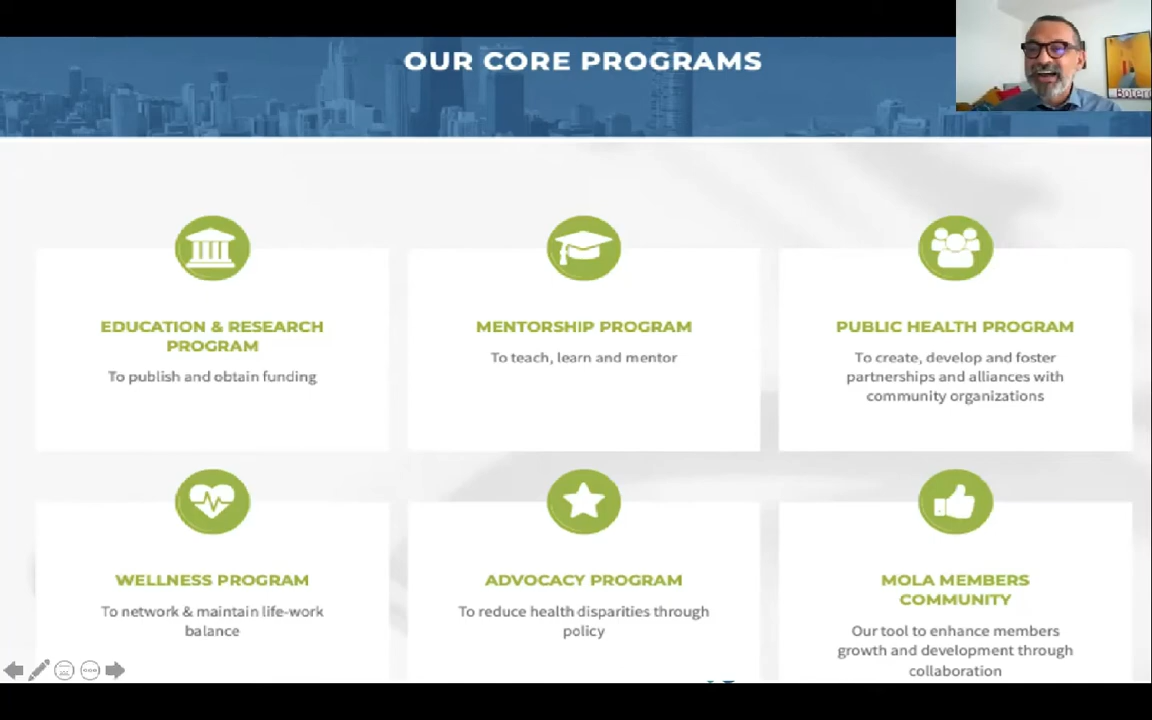 OUR CORE PROGRAMS
Botero
EDUCATION & RESEARCH
PROGRAM
To publish and obtain funding
MENTORSHIP PROGRAM
To teach, learn and mentor
PUBLIC HEALTH PROGRAM
To create, develop and foster
partnerships and alliances with
community organizations
WELLNESS PROGRAM
To network & maintain life-work
balance
ADVOCACY PROGRAM
To reduce health disparities through
policy
MOLA MEMBERS
COMMUNITY
Our tool to enhance members
growth and development through
collaboration